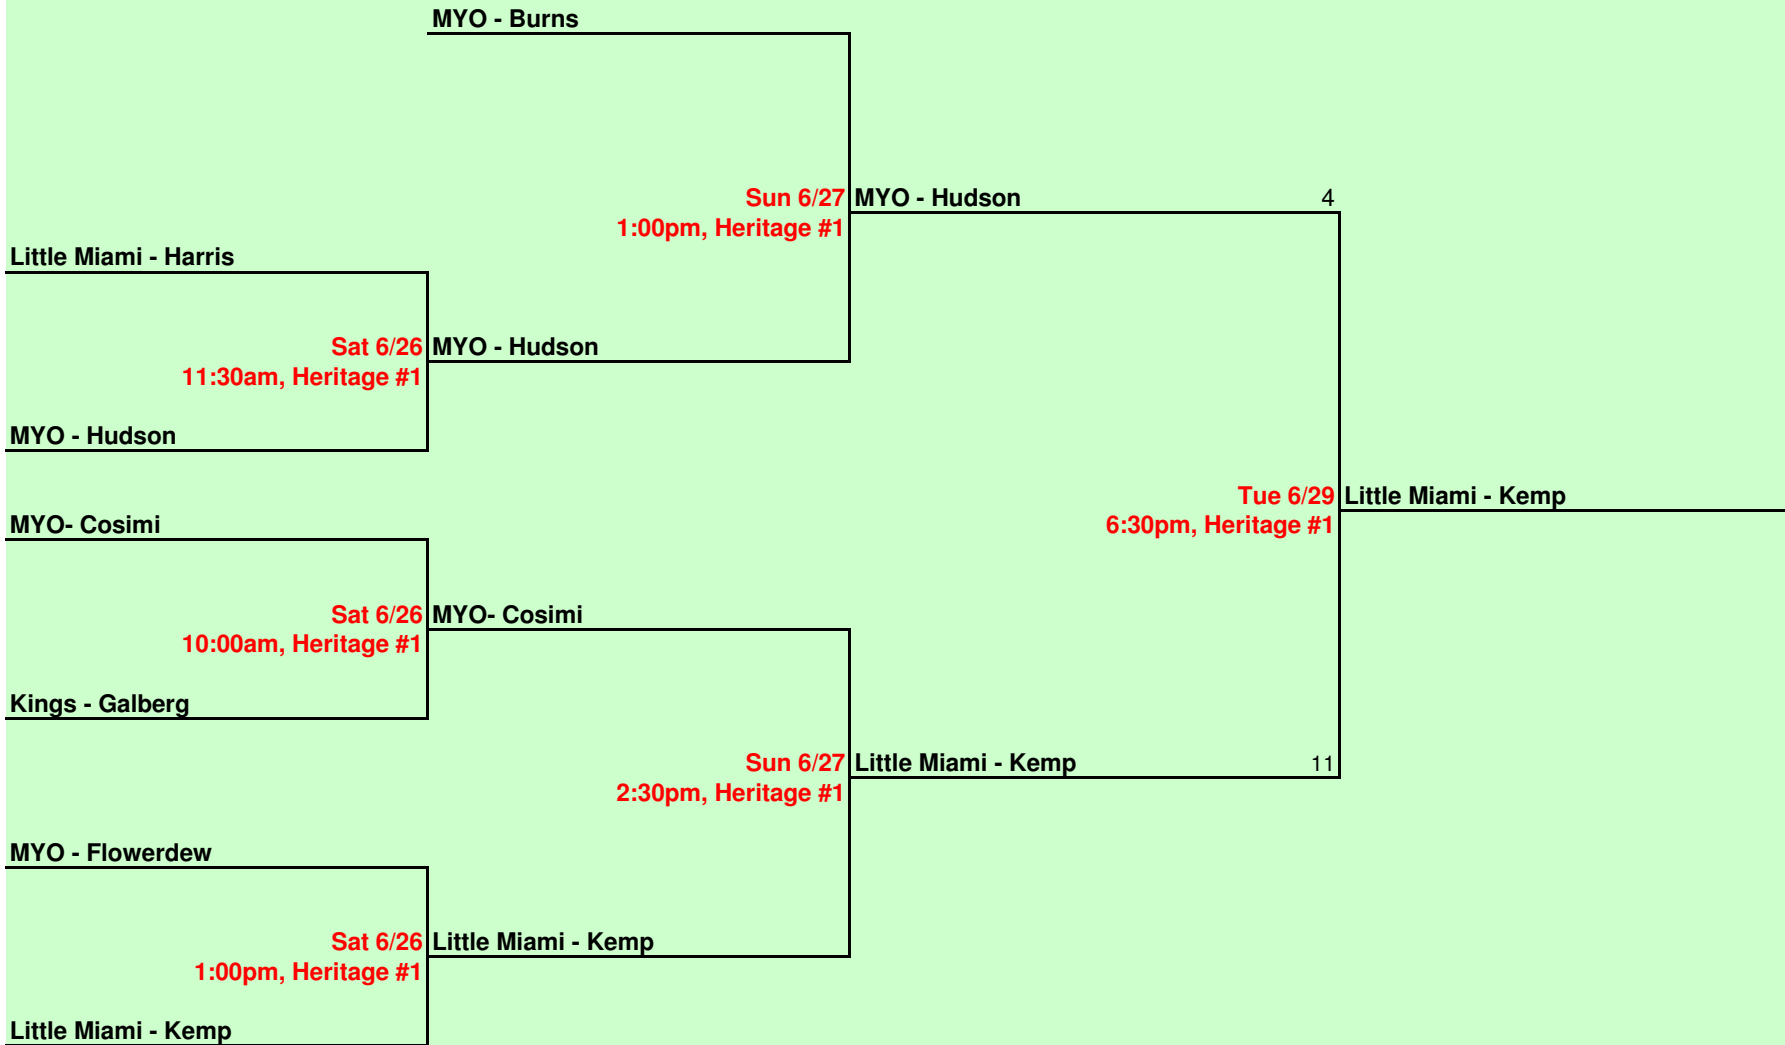 MYO - Burns
Sun 6/27 MYO - Hudson 4
1:00pm, Heritage #1
Little Miami - Harris
Sat 6/26 MYO - Hudson
11:30am, Heritage #1
MYO - Hudson
Tue 6/29 Little Miami - Kemp
MYO- Cosimi
6:30pm, Heritage #1
Sat 6/26 MYO- Cosimi
10:00am, Heritage #1
Kings - Galberg
Sun 6/27 Little Miami - Kemp 11
2:30pm, Heritage #1
MYO - Flowerdew
Sat 6/26 Little Miami - Kemp
1:00pm, Heritage #1
Little Miami - Kemp